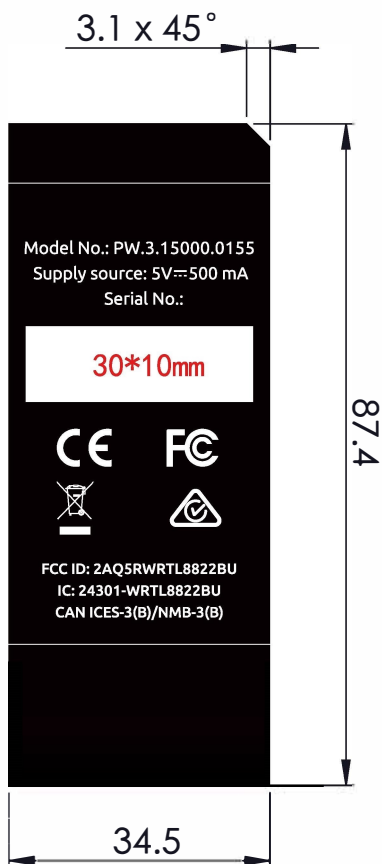 3.1 x 45°
Model No.: PW.3.15000.0155
Supply source: 5V⎓500 mA
Serial No.:
30*10mm
CE FC
FCC ID: 2AQ5RWRTL8822BU
IC: 24301-WRTL8822BU
CAN ICES-3(B)/NMB-3(B)
87.4
34.5